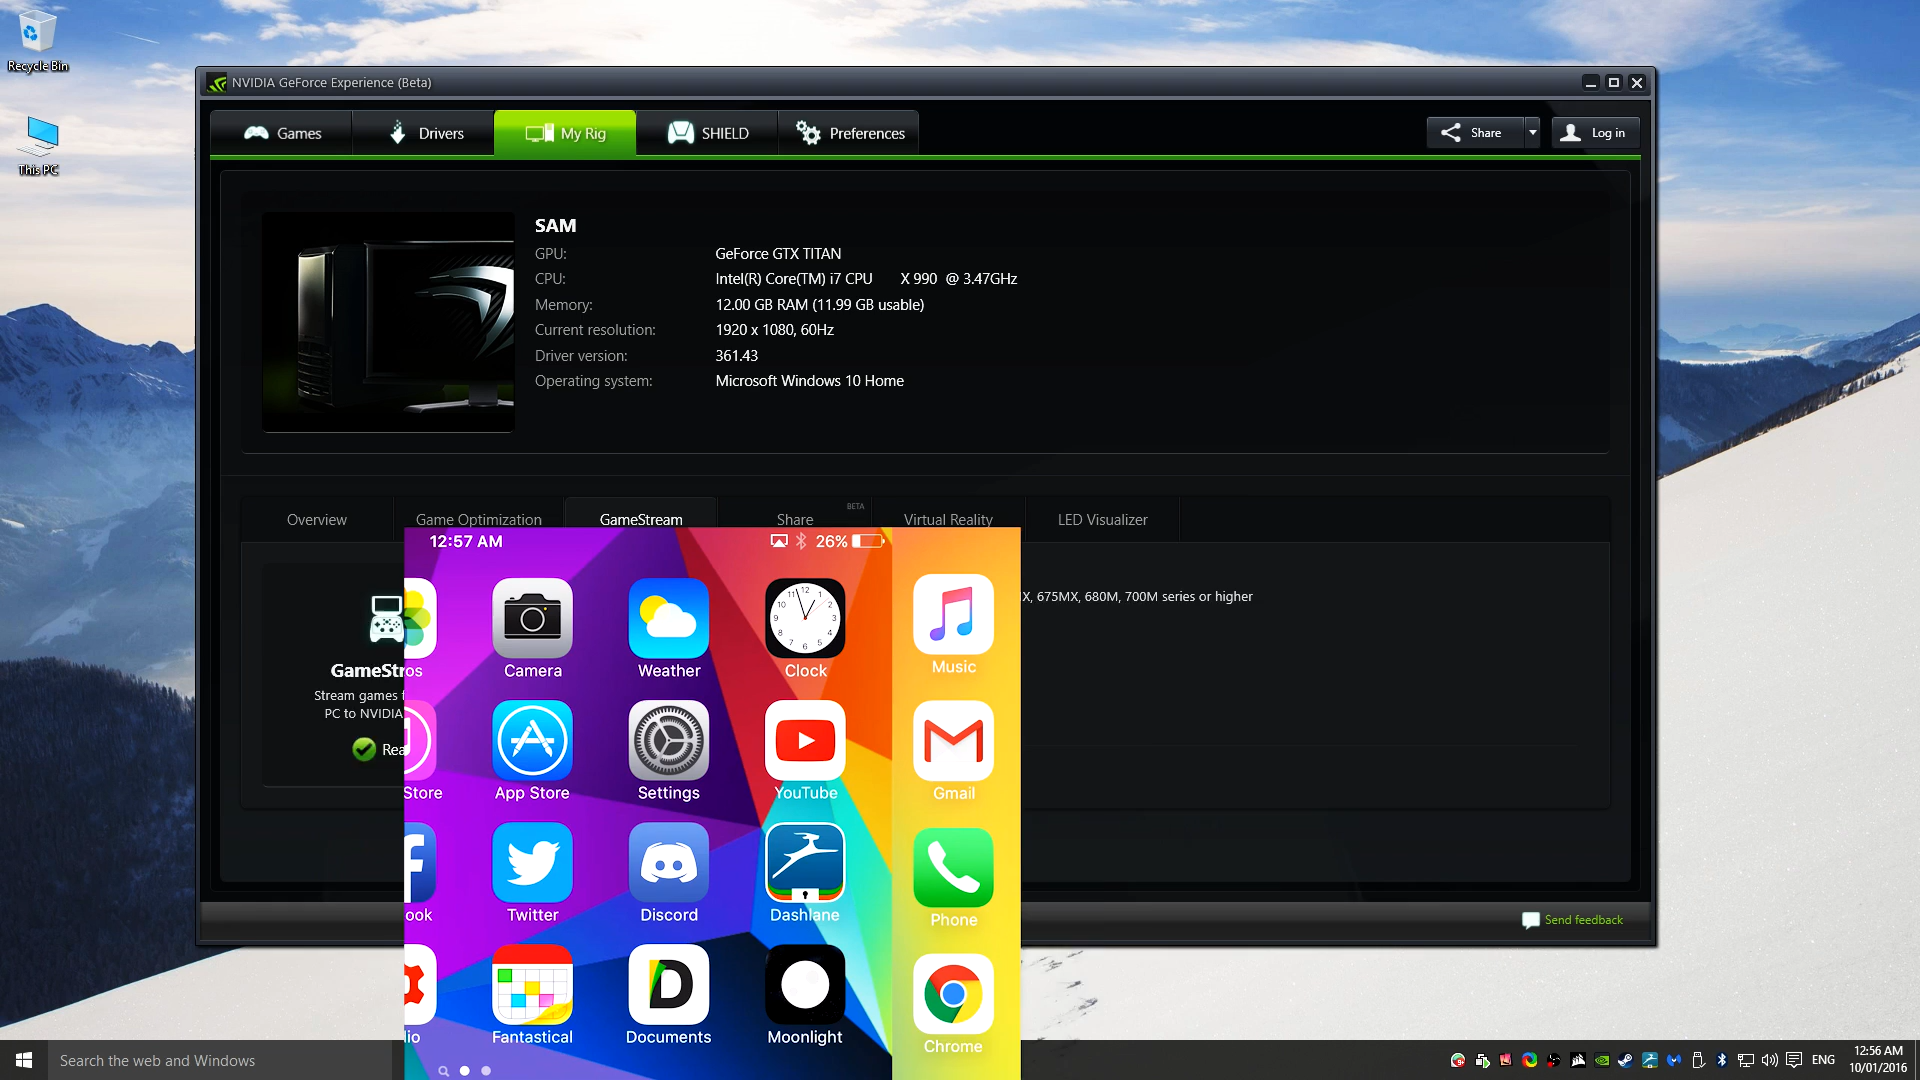 Recycle Bin
This PC
NVIDIA GeForce Experience (Beta)
Games
Drivers
My Rig
SHIELD
Preferences
Share
Log in
SAM
GPU: GeForce GTX TITAN
CPU: Intel(R) Core(TM) i7 CPU X 990 @ 3.47GHz
Memory: 12.00 GB RAM (11.99 GB usable)
Current resolution: 1920 x 1080, 60Hz
Driver version: 361.43
Operating system: Microsoft Windows 10 Home
Overview
Game Optimization
GameStream
Share
BETA
Virtual Reality
LED Visualizer
GameStr
Stream games f
PC to NVIDIA
Rea
X, 675MX, 680M, 700M series or higher
12:57 AM
26%
os
Camera
Weather
Clock
Music
Store
App Store
Settings
YouTube
Gmail
ook
Twitter
Discord
Dashlane
Phone
io
Fantastical
Documents
Moonlight
Chrome
Send feedback
Search the web and Windows
ENG
12:56 AM
10/01/2016